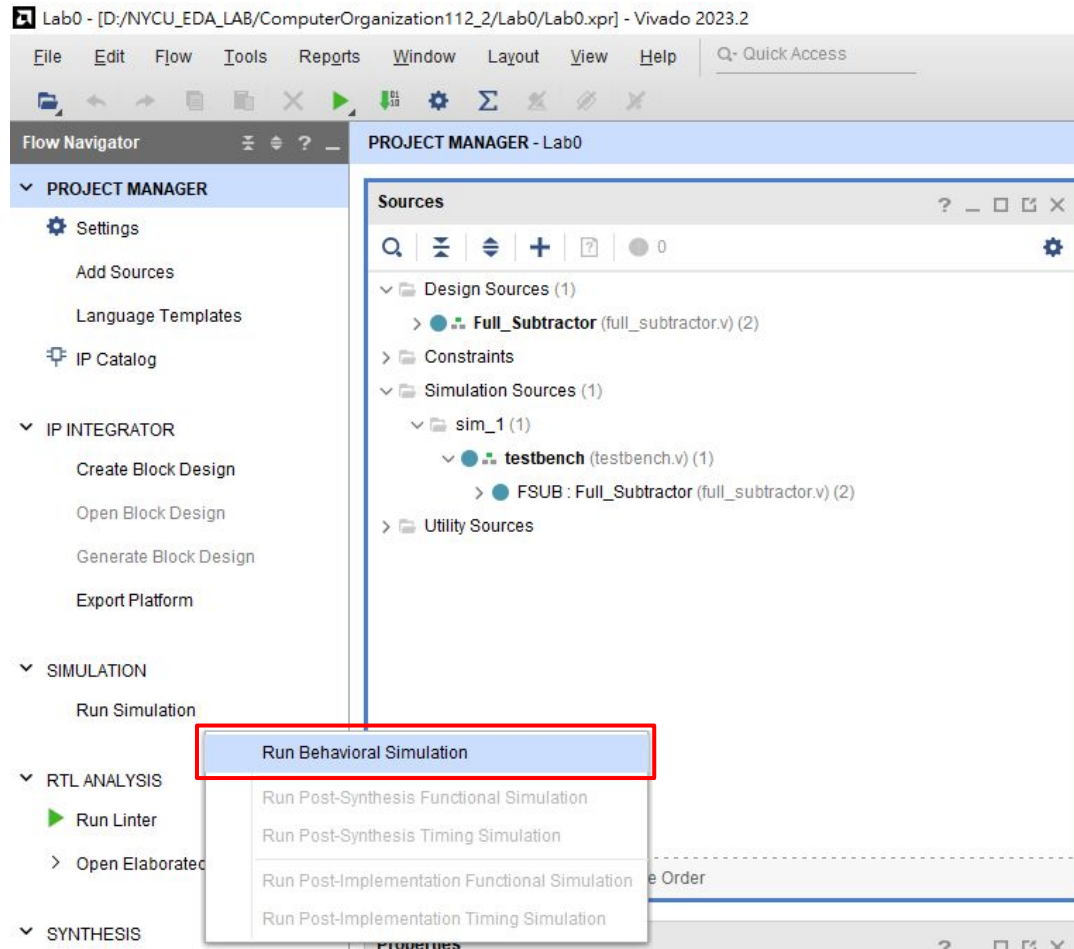 Lab0 - [D:/NYCU_EDA_LAB/ComputerOrganization112_2/Lab0/Lab0.xpr] - Vivado 2023.2
File Edit Flow Tools Reports Window Layout View Help Q- Quick Access
Flow Navigator
PROJECT MANAGER
Settings
Add Sources
Language Templates
IP Catalog
IP INTEGRATOR
Create Block Design
Open Block Design
Generate Block Design
Export Platform
SIMULATION
Run Simulation
RTL ANALYSIS
Run Linter
Open Elaborated
SYNTHESIS
PROJECT MANAGER - Lab0
Sources
0
Design Sources (1)
Full_Subtractor (full_subtractor.v) (2)
Constraints
Simulation Sources (1)
sim_1 (1)
testbench (testbench.v) (1)
FSUB : Full_Subtractor (full_subtractor.v) (2)
Utility Sources
Run Behavioral Simulation
Run Post-Synthesis Functional Simulation
Run Post-Synthesis Timing Simulation
Run Post-Implementation Functional Simulation
Run Post-Implementation Timing Simulation
e Order
Properties